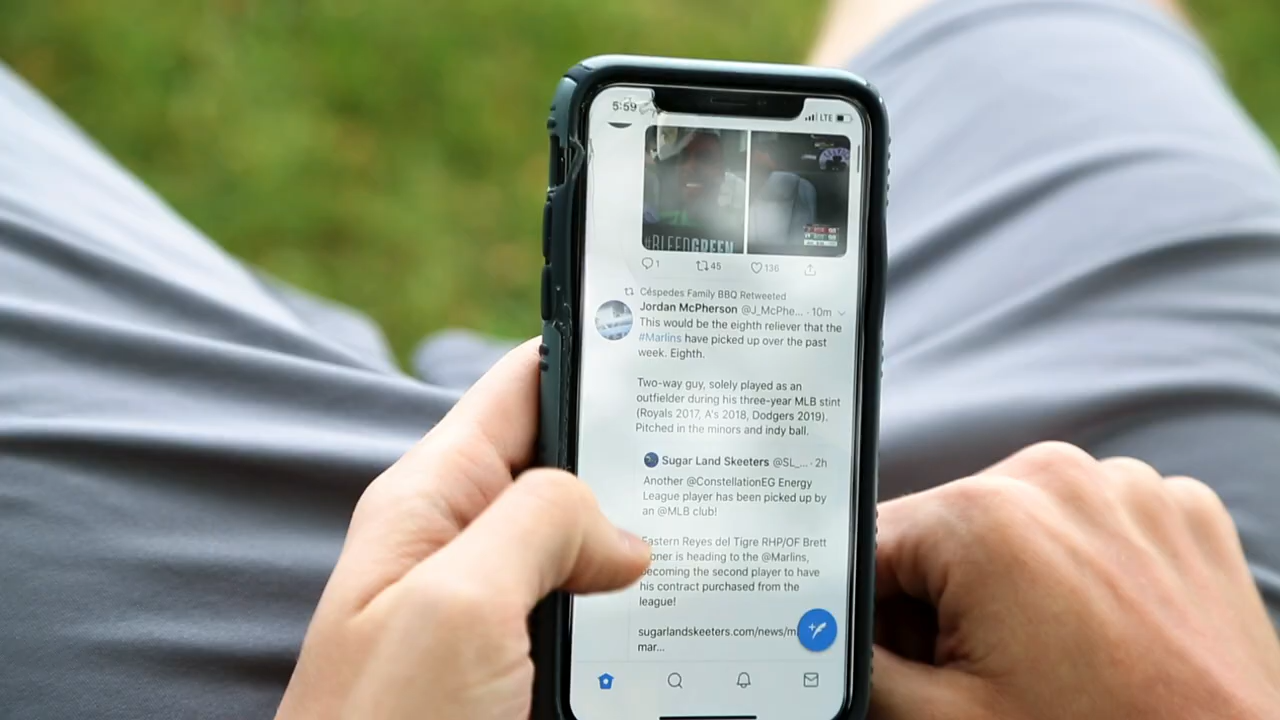 5:59
LTE
#BLEEDGREEN
1 45 136
Céspedes Family BBQ Retweeted
Jordan McPherson @J_McPhe... · 10m
This would be the eighth reliever that the
#Marlins have picked up over the past
week. Eighth.
Two-way guy, solely played as an
outfielder during his three-year MLB stint
(Royals 2017, A's 2018, Dodgers 2019).
Pitched in the minors and indy ball.
Sugar Land Skeeters @SL_... · 2h
Another @ConstellationEG Energy
League player has been picked up by
an @MLB club!
Eastern Reyes del Tigre RHP/OF Brett
is heading to the @Marlins,
becoming the second player to have
his contract purchased from the
league!
sugarlandskeeters.com/news/m
mar...